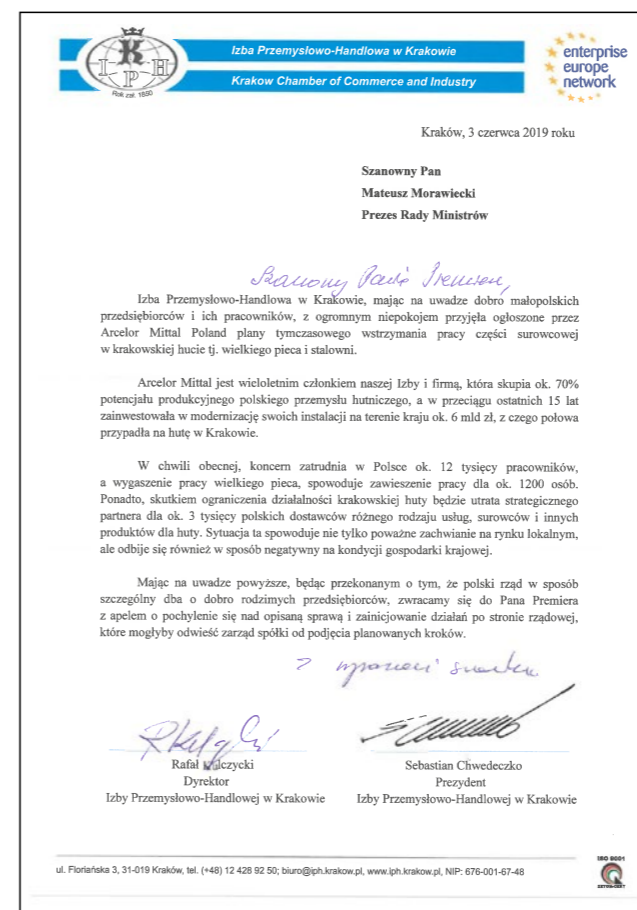 K
I P H
Rok zał. 1850
Izba Przemysłowo-Handlowa w Krakowie
Krakow Chamber of Commerce and Industry
enterprise
europe
network
Kraków, 3 czerwca 2019 roku
Szanowny Pan
Mateusz Morawiecki
Prezes Rady Ministrów
Szanowny Panie Premierze,
Izba Przemysłowo-Handlowa w Krakowie, mając na uwadze dobro małopolskich
przedsiębiorców i ich pracowników, z ogromnym niepokojem przyjęła ogłoszone przez
Arcelor Mittal Poland plany tymczasowego wstrzymania pracy części surowcowej
w krakowskiej hucie tj. wielkiego pieca i stalowni.
Arcelor Mittal jest wieloletnim członkiem naszej Izby i firmą, która skupia ok. 70%
potencjału produkcyjnego polskiego przemysłu hutniczego, a w przeciągu ostatnich 15 lat
zainwestowała w modernizację swoich instalacji na terenie kraju ok. 6 mld zł, z czego połowa
przypadła na hutę w Krakowie.
W chwili obecnej, koncern zatrudnia w Polsce ok. 12 tysięcy pracowników,
a wygaszenie pracy wielkiego pieca, spowoduje zawieszenie pracy dla ok. 1200 osób.
Ponadto, skutkiem ograniczenia działalności krakowskiej huty będzie utrata strategicznego
partnera dla ok. 3 tysięcy polskich dostawców różnego rodzaju usług, surowców i innych
produktów dla huty. Sytuacja ta spowoduje nie tylko poważne zachwianie na rynku lokalnym,
ale odbije się również w sposób negatywny na kondycji gospodarki krajowej.
Mając na uwadze powyższe, będąc przekonanym o tym, że polski rząd w sposób
szczególny dba o dobro rodzimych przedsiębiorców, zwracamy się do Pana Premiera
z apelem o pochylenie się nad opisaną sprawą i zainicjowanie działań po stronie rządowej,
które mogłyby odwieść zarząd spółki od podjęcia planowanych kroków.
Z wyrazami szacunku
Rafał Kulczycki
Dyrektor
Izby Przemysłowo-Handlowej w Krakowie
Sebastian Chwedeczko
Prezydent
Izby Przemysłowo-Handlowej w Krakowie
ul. Floriańska 3, 31-019 Kraków, tel. (+48) 12 428 92 50; biuro@iph.krakow.pl, www.iph.krakow.pl, NIP: 676-001-67-48
ISO 9001